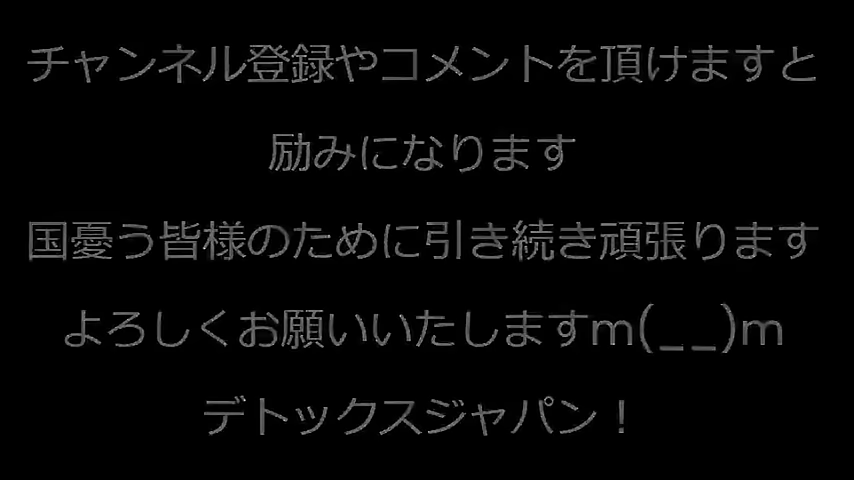 チャンネル登録やコメントを頂けますと
励みになります
国憂う皆様のために引き続き頑張ります
よろしくお願いいたしますm(__)m
デトックスジャパン！